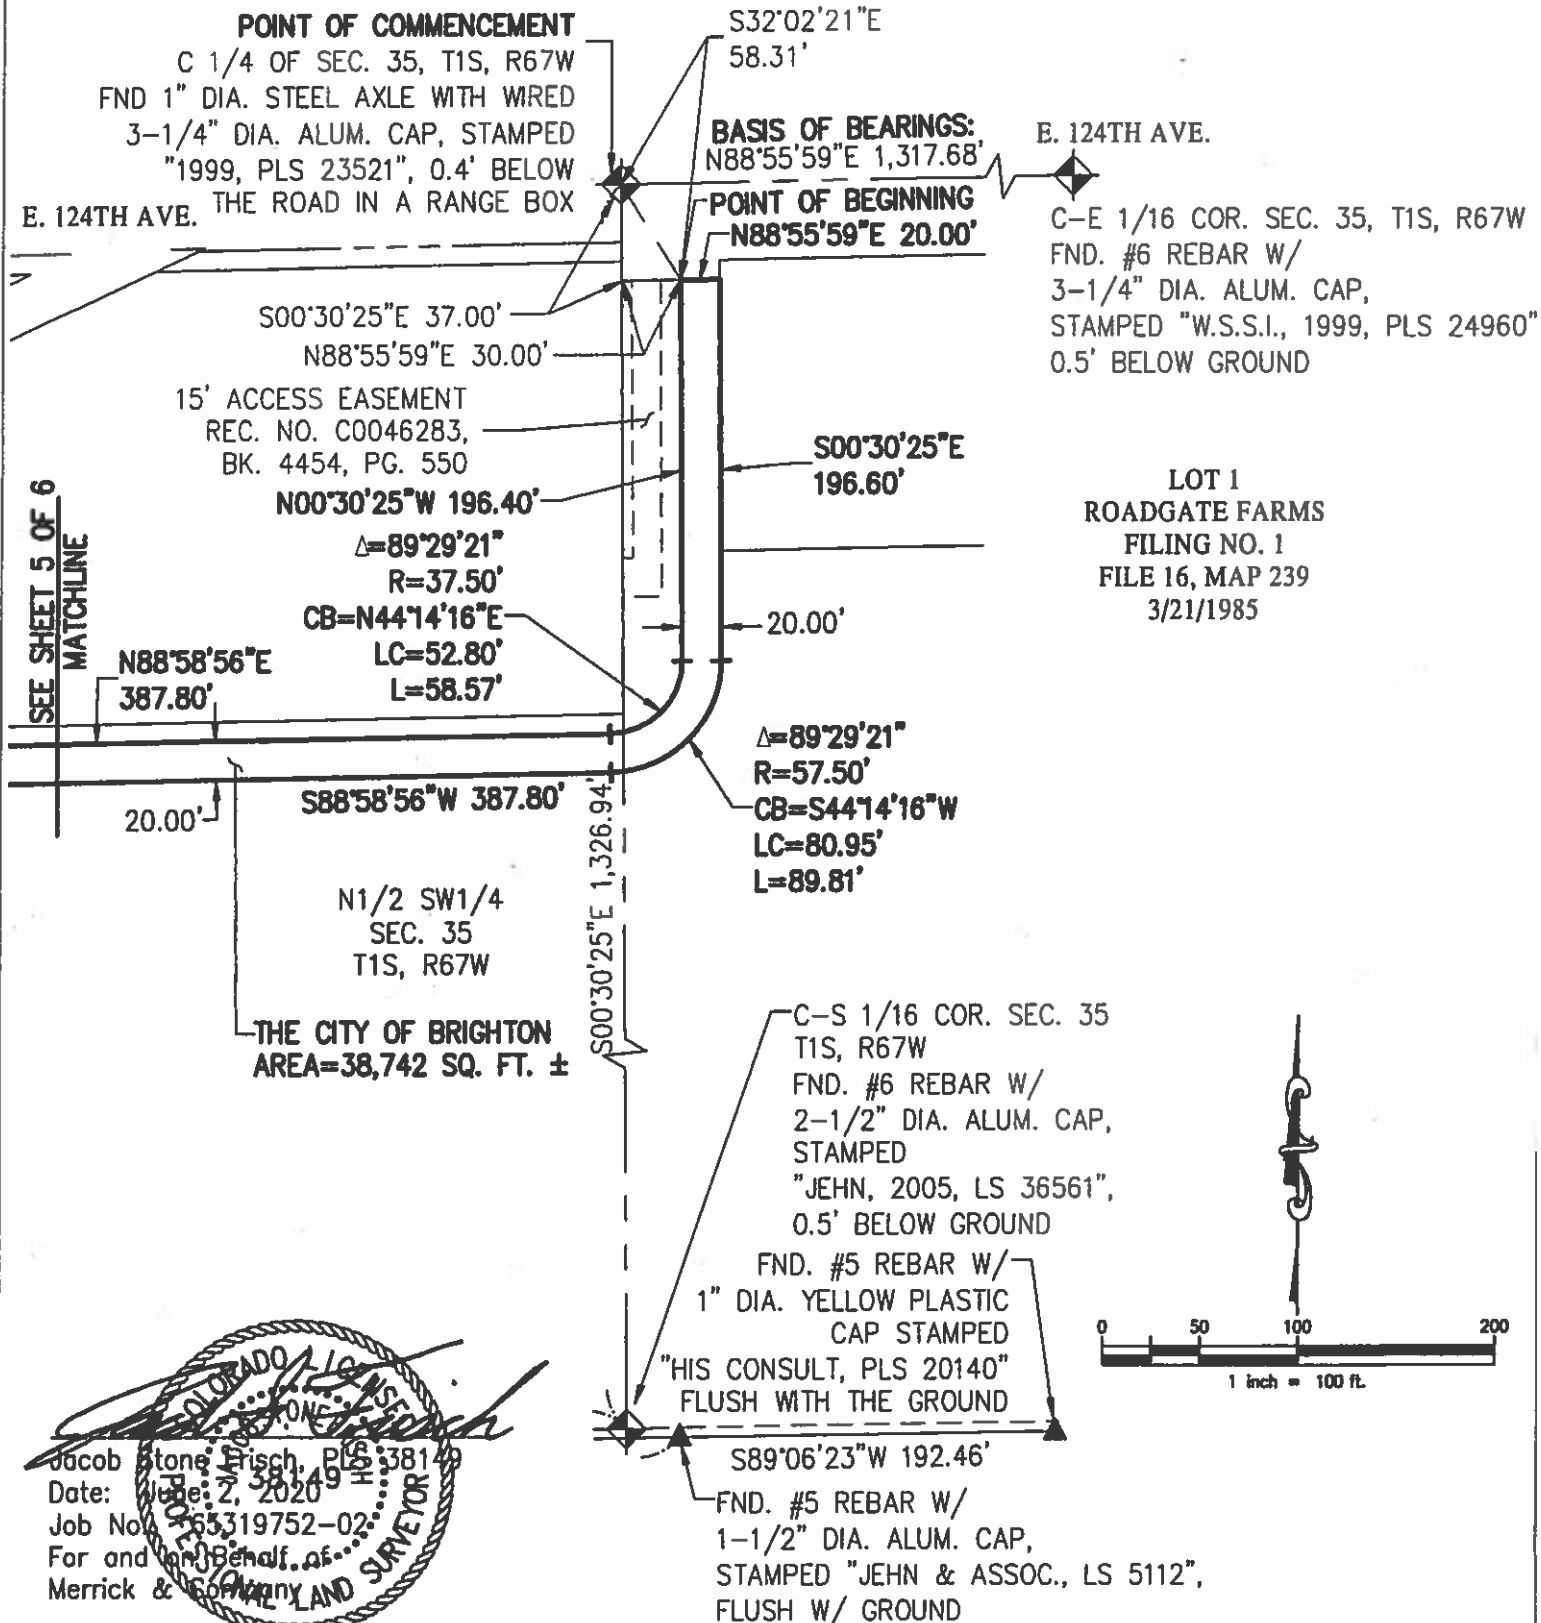 POINT OF COMMENCEMENT
C 1/4 OF SEC. 35, T1S, R67W
FND 1" DIA. STEEL AXLE WITH WIRED
3-1/4" DIA. ALUM. CAP, STAMPED
"1999, PLS 23521", 0.4' BELOW
THE ROAD IN A RANGE BOX
S32°02'21"E
58.31'
BASIS OF BEARINGS:
N88°55'59"E 1,317.68'
E. 124TH AVE.
POINT OF BEGINNING
N88°55'59"E 20.00'
C-E 1/16 COR. SEC. 35, T1S, R67W
FND. #6 REBAR W/
3-1/4" DIA. ALUM. CAP,
STAMPED "W.S.S.I., 1999, PLS 24960"
0.5' BELOW GROUND
E. 124TH AVE.
S00°30'25"E 37.00'
N88°55'59"E 30.00'
15' ACCESS EASEMENT
REC. NO. C0046283,
BK. 4454, PG. 550
N00°30'25"W 196.40'
S00°30'25"E
196.60'
LOT 1
ROADGATE FARMS
FILING NO. 1
FILE 16, MAP 239
3/21/1985
Δ=89°29'21"
R=37.50'
CB=N44°14'16"E
LC=52.80'
L=58.57'
20.00'
SEE SHEET 5 OF 6
MATCHLINE
N88°58'56"E
387.80'
Δ=89°29'21"
R=57.50'
CB=S44°14'16"W
LC=80.95'
L=89.81'
S88°58'56"W 387.80'
20.00'
S00°30'25"E 1,326.94'
N1/2 SW1/4
SEC. 35
T1S, R67W
THE CITY OF BRIGHTON
AREA=38,742 SQ. FT. ±
C-S 1/16 COR. SEC. 35
T1S, R67W
FND. #6 REBAR W/
2-1/2" DIA. ALUM. CAP,
STAMPED
"JEHN, 2005, LS 36561",
0.5' BELOW GROUND
FND. #5 REBAR W/
1" DIA. YELLOW PLASTIC
CAP STAMPED
"HIS CONSULT, PLS 20140"
FLUSH WITH THE GROUND
S89°06'23"W 192.46'
FND. #5 REBAR W/
1-1/2" DIA. ALUM. CAP,
STAMPED "JEHN & ASSOC., LS 5112",
FLUSH W/ GROUND
0 50 100 200
1 inch = 100 ft.
COLORADO LICENSED
JACOB STONE FRISCH
38149
PROFESSIONAL LAND SURVEYOR
Jacob Stone Frisch, PLS 38149
Date: June 2, 2020
Job No. 65319752-02
For and on Behalf of
Merrick & Company